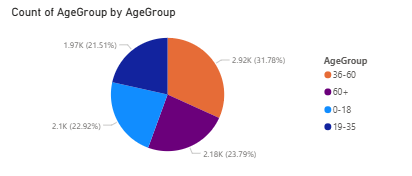 Count of AgeGroup by AgeGroup
1.97K (21.51%)
2.92K (31.78%)
2.1K (22.92%)
2.18K (23.79%)
AgeGroup
36-60
60+
0-18
19-35